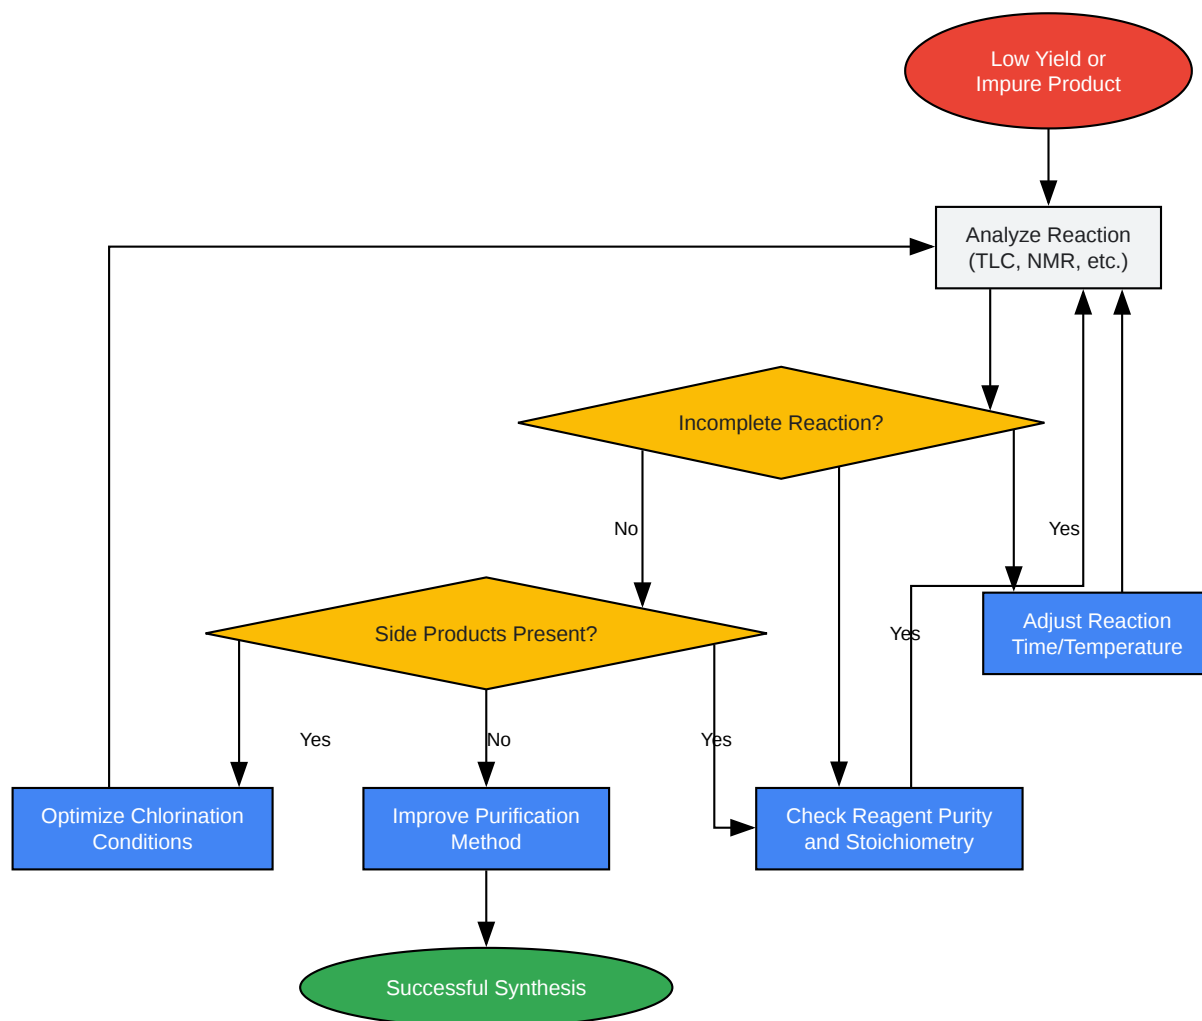 Low Yield or
Impure Product
Analyze Reaction
(TLC, NMR, etc.)
Incomplete Reaction?
No
Yes
Yes
Adjust Reaction
Time/Temperature
Side Products Present?
Yes
No
Yes
Optimize Chlorination
Conditions
Improve Purification
Method
Check Reagent Purity
and Stoichiometry
Successful Synthesis